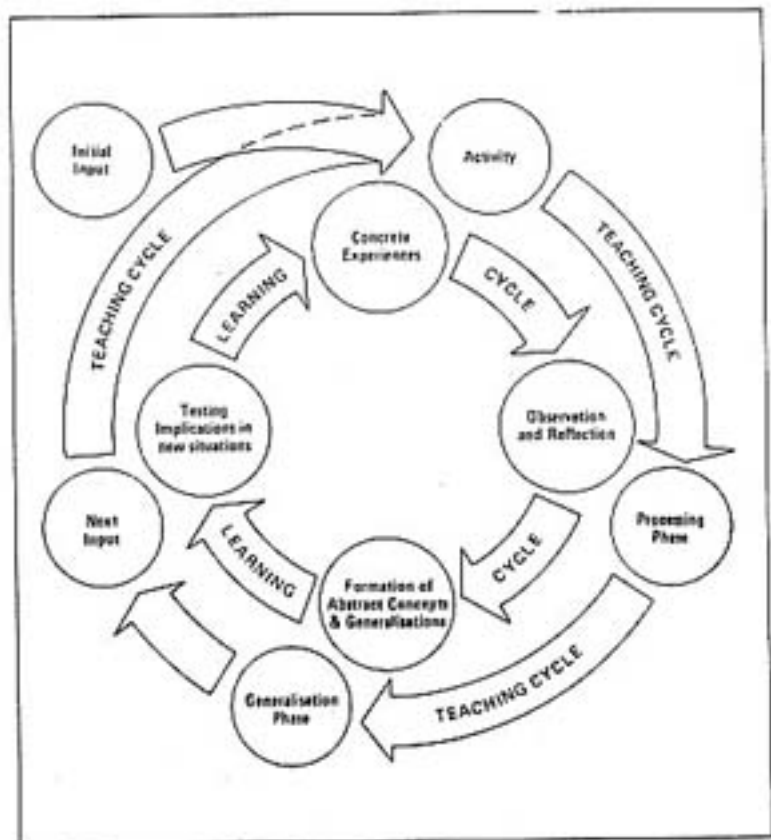 Initial
Input
Activity
Concrete
Experiences
TEACHING CYCLE
LEARNING
CYCLE
TEACHING CYCLE
Testing
Implications in
new situations
Observation
and Reflection
Next
Input
Processing
Phase
LEARNING
CYCLE
Formation of
Abstract Concepts
& Generalisations
Generalisation
Phase
TEACHING CYCLE